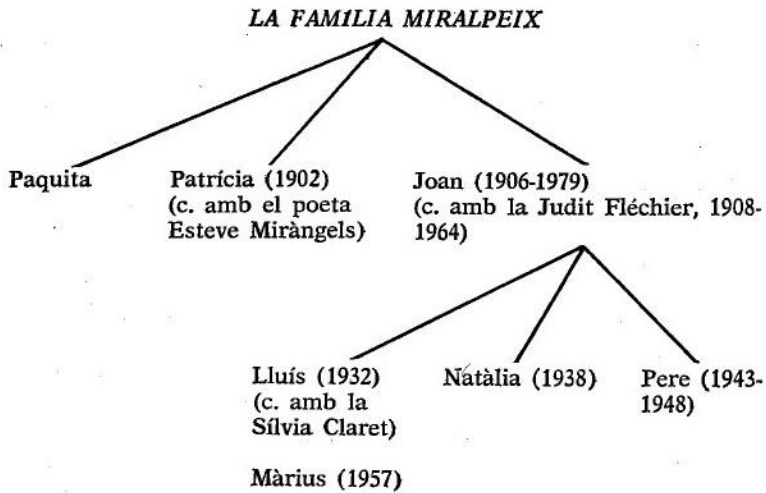 LA FAMILIA MIRALPEIX
Paquita
Patrícia (1902)
(c. amb el poeta
Esteve Miràngels)
Joan (1906-1979)
(c. amb la Judit Fléchier, 1908-
1964)
Lluís (1932)
(c. amb la
Sílvia Claret)
Màrius (1957)
Natàlia (1938)
Pere (1943-
1948)